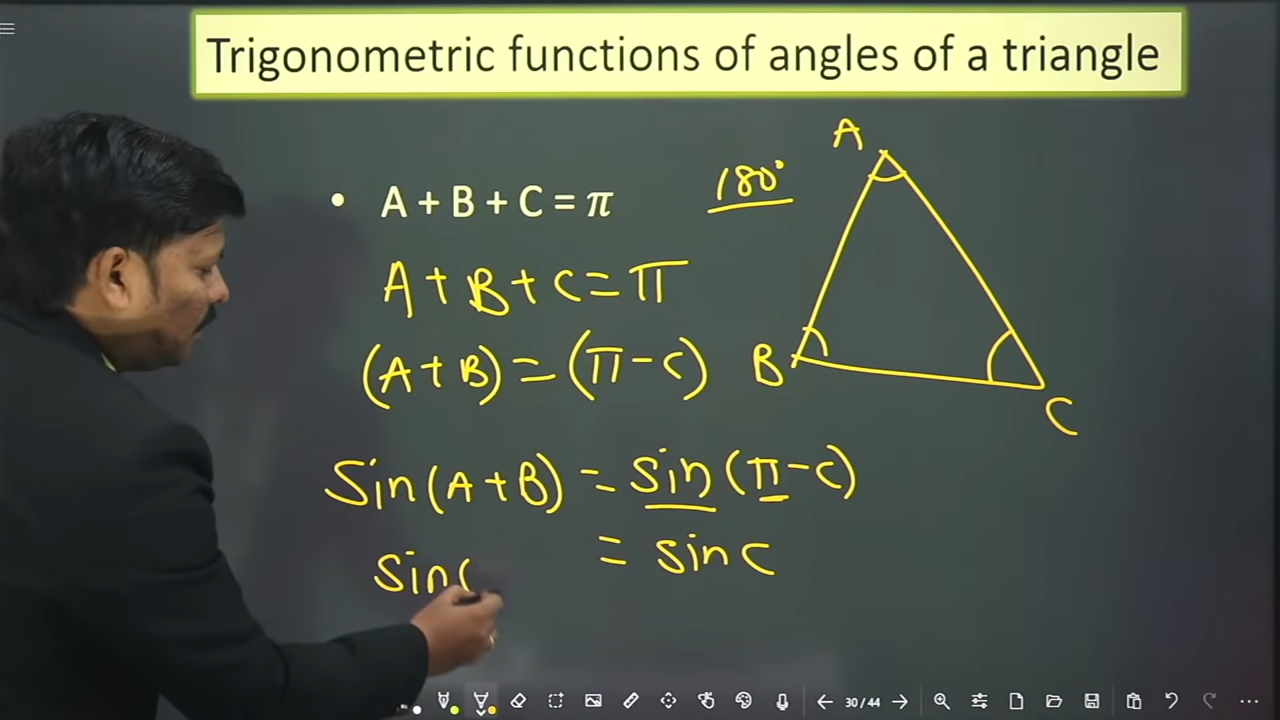 Trigonometric functions of angles of a triangle
A
180°
• A + B + C = π
A + B + C = π
(A + B) = (π - C)
B
C
Sin(A + B) = sin(π - C)
= sin C
sin(
30 / 44